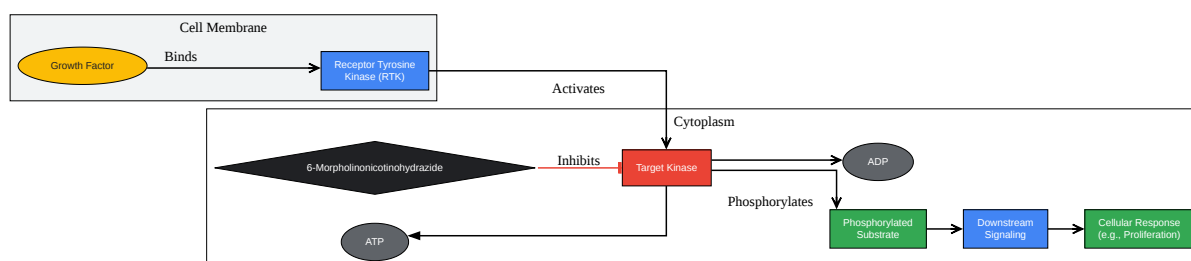 Cell Membrane
Growth Factor
Binds
Receptor Tyrosine
Kinase (RTK)
Activates
Cytoplasm
6-Morpholinonicotinohydrazide
Inhibits
Target Kinase
ADP
Phosphorylates
ATP
Phosphorylated
Substrate
Downstream
Signaling
Cellular Response
(e.g., Proliferation)